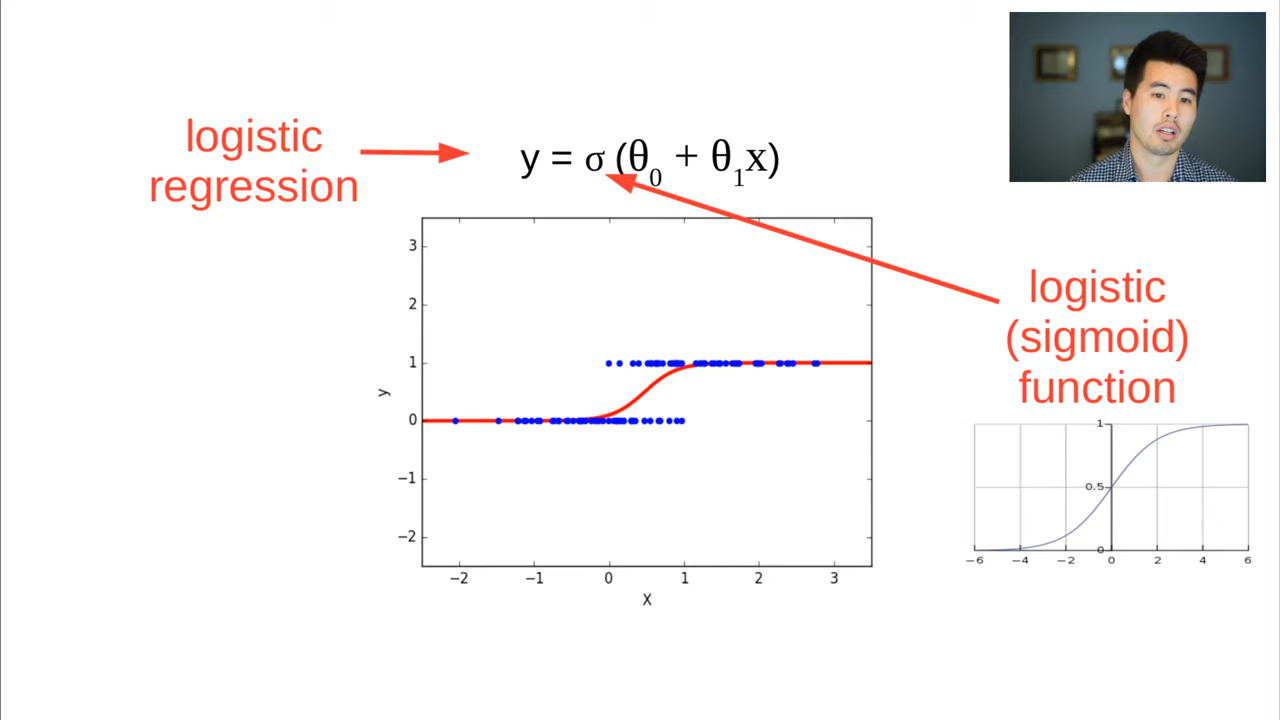 logistic
regression
y = σ (θ₀ + θ₁x)
logistic
(sigmoid)
function
3
2
1
0
−1
−2
y
−2 −1 0 1 2 3
X
1
0.5
0
−6 −4 −2 0 2 4 6